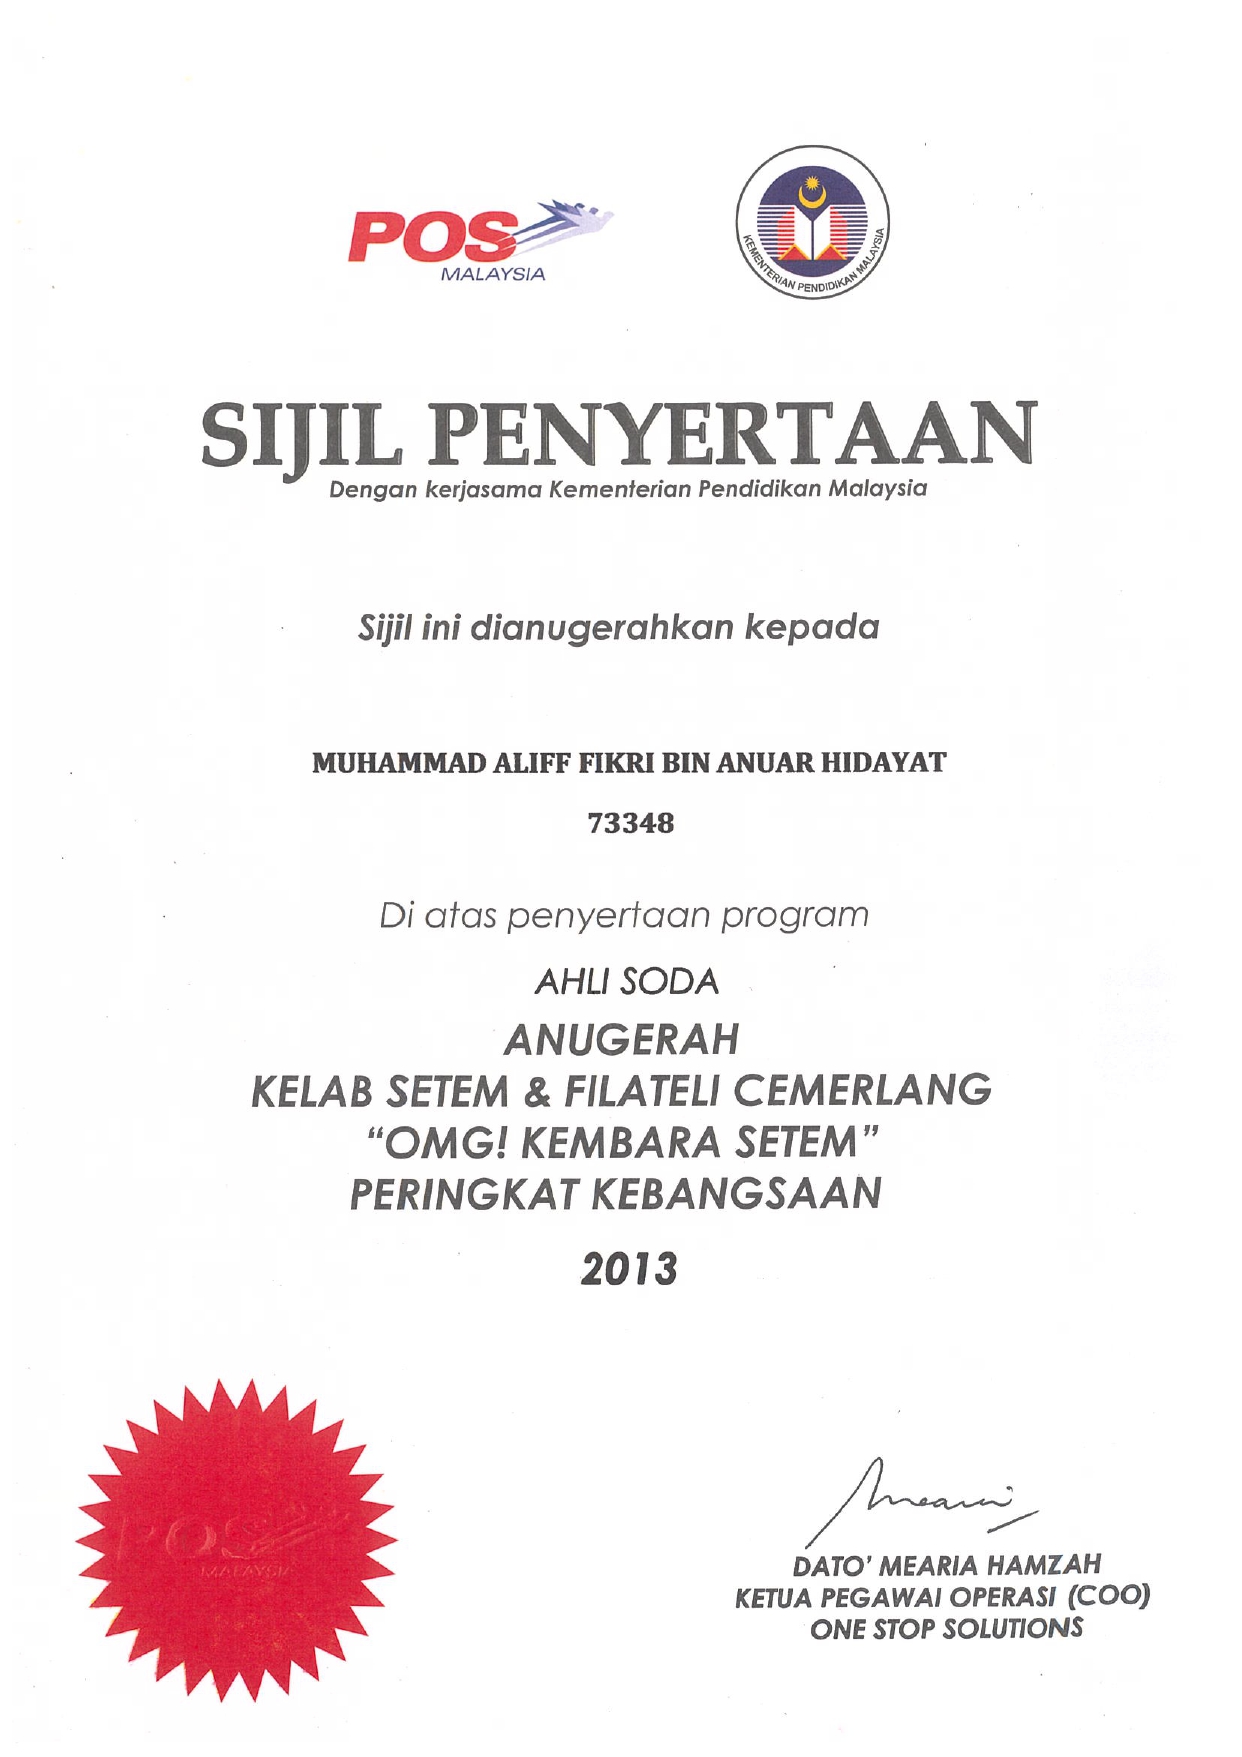 POS
MALAYSIA
KEMENTERIAN PENDIDIKAN MALAYSIA
SIJIL PENYERTAAN
Dengan kerjasama Kementerian Pendidikan Malaysia
Sijil ini dianugerahkan kepada
MUHAMMAD ALIFF FIKRI BIN ANUAR HIDAYAT
73348
Di atas penyertaan program
AHLI SODA
ANUGERAH
KELAB SETEM & FILATELI CEMERLANG
“OMG! KEMBARA SETEM”
PERINGKAT KEBANGSAAN
2013
POS
MALAYSIA
Mearia
DATO’ MEARIA HAMZAH
KETUA PEGAWAI OPERASI (COO)
ONE STOP SOLUTIONS